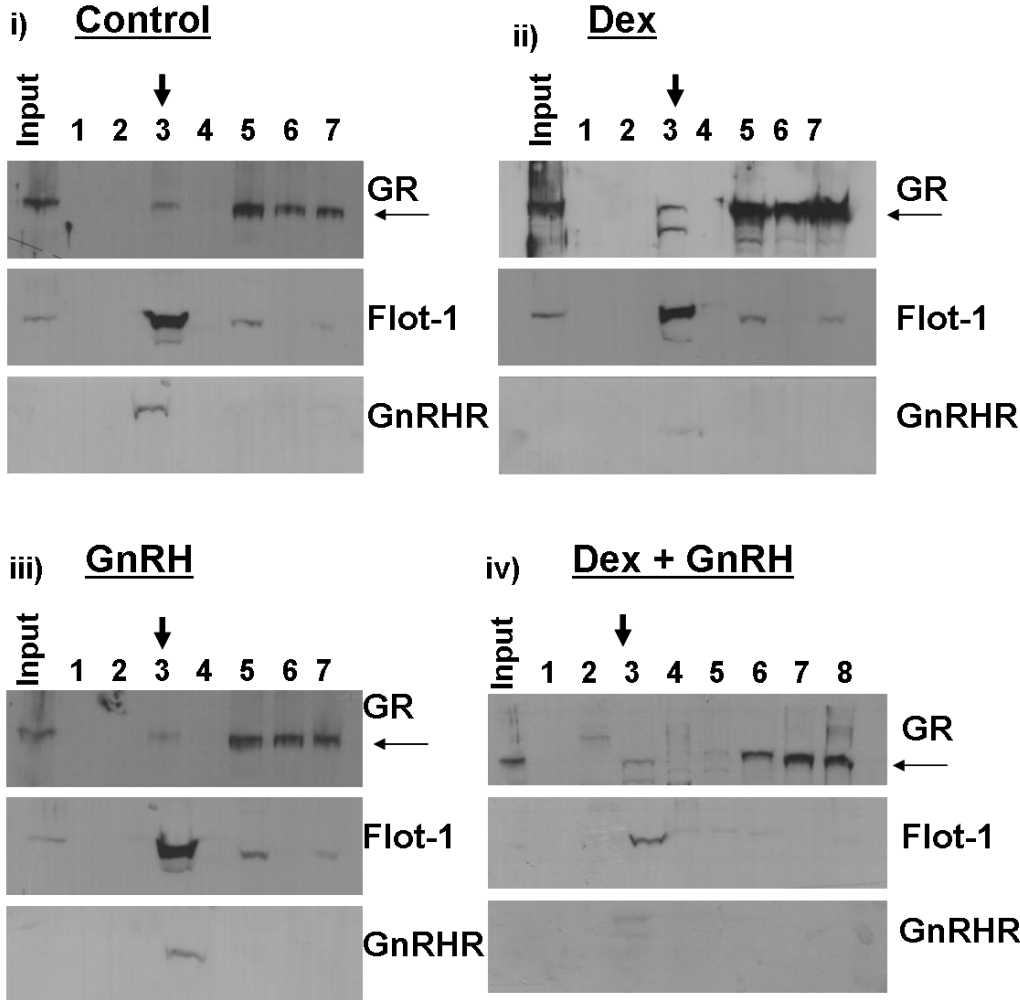 i) Control
Input 1 2 3 4 5 6 7
GR
Flot-1
GnRHR
ii) Dex
Input 1 2 3 4 5 6 7
GR
Flot-1
GnRHR
iii) GnRH
Input 1 2 3 4 5 6 7
GR
Flot-1
GnRHR
iv) Dex + GnRH
Input 1 2 3 4 5 6 7 8
GR
Flot-1
GnRHR